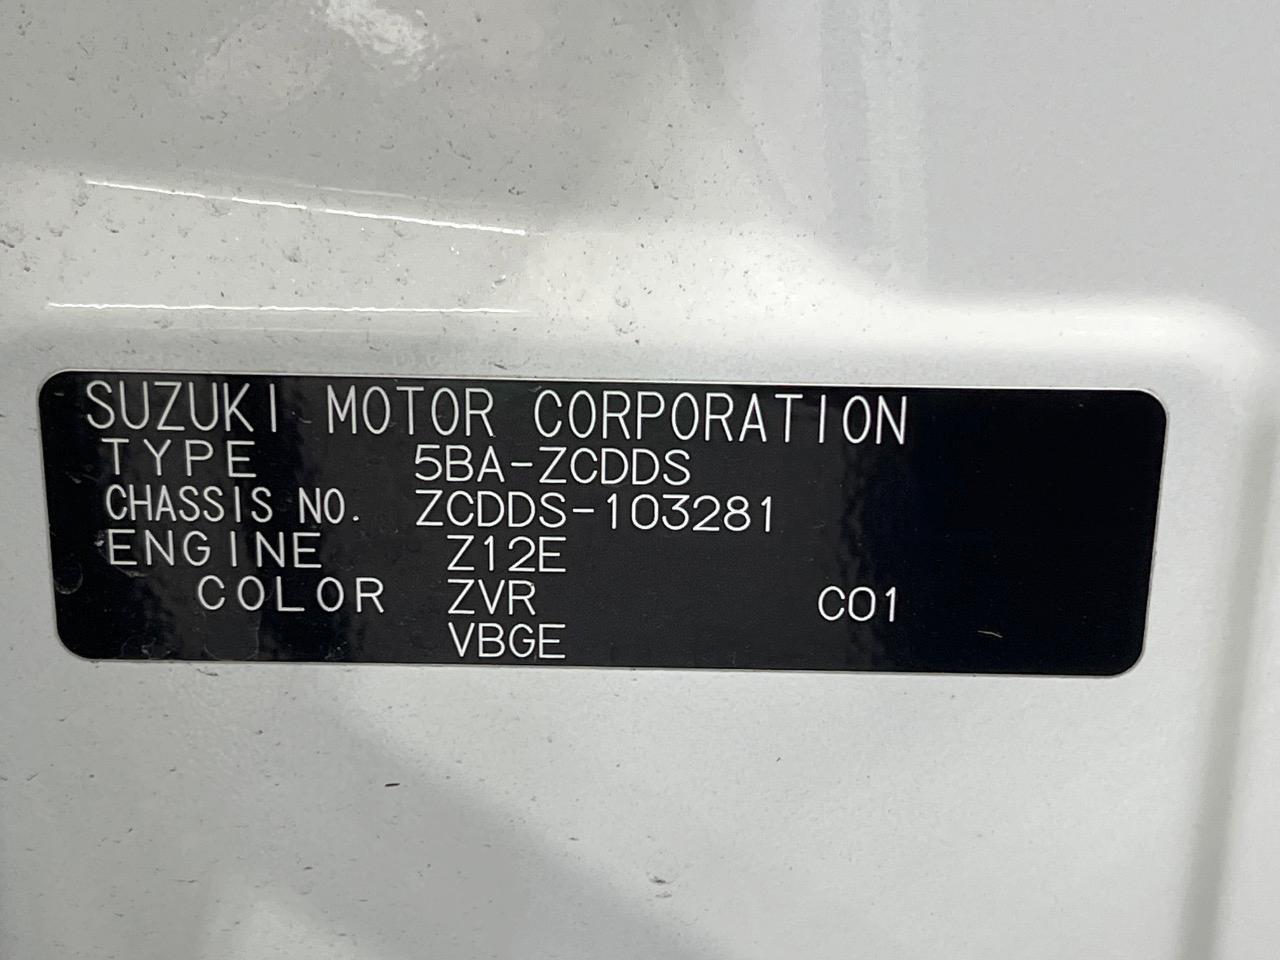 SUZUKI MOTOR CORPORATION
TYPE 5BA-ZCDDS
CHASSIS NO. ZCDDS-103281
ENGINE Z12E
COLOR ZVR C01
VBGE